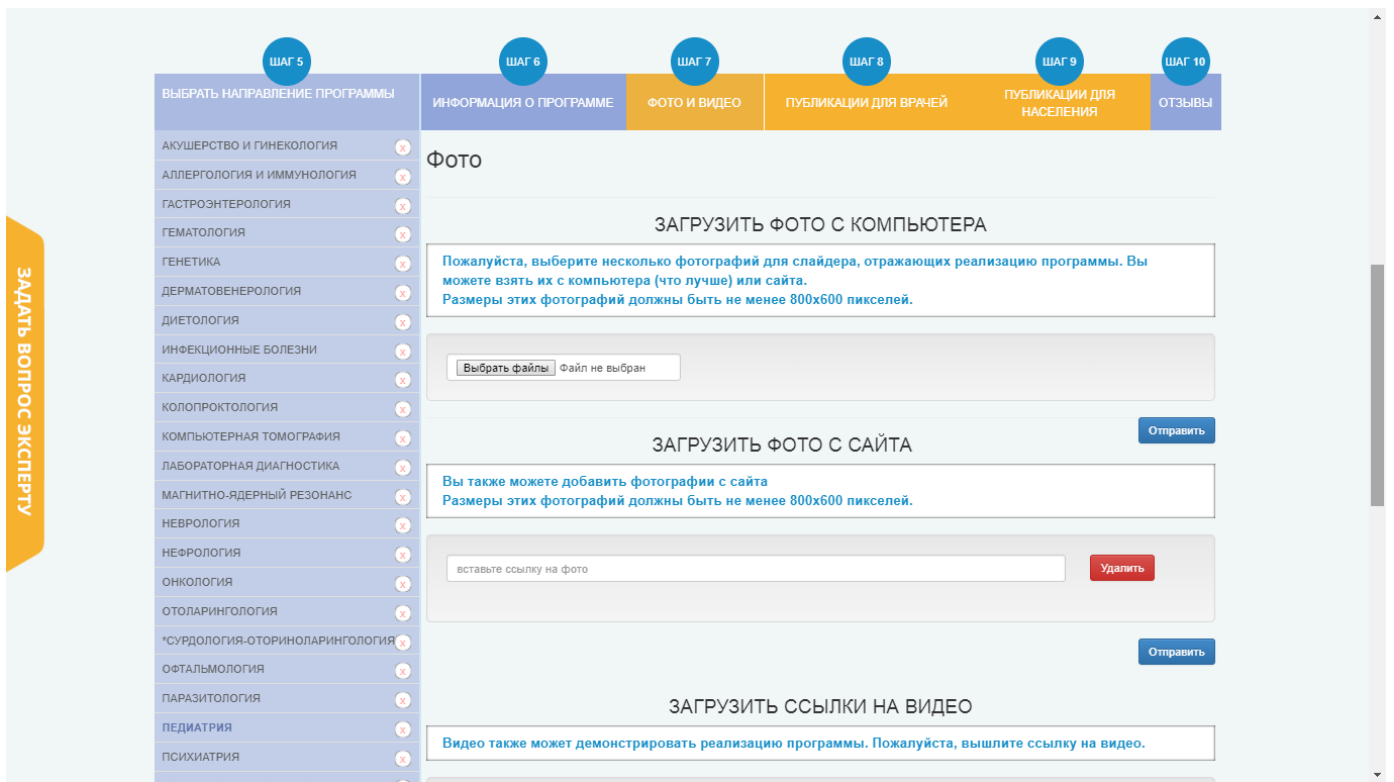 ШАГ 5
ШАГ 6
ШАГ 7
ШАГ 8
ШАГ 9
ШАГ 10
ВЫБРАТЬ НАПРАВЛЕНИЕ ПРОГРАММЫ
ИНФОРМАЦИЯ О ПРОГРАММЕ
ФОТО И ВИДЕО
ПУБЛИКАЦИИ ДЛЯ ВРАЧЕЙ
ПУБЛИКАЦИИ ДЛЯ
НАСЕЛЕНИЯ
ОТЗЫВЫ
ЗАДАТЬ ВОПРОС ЭКСПЕРТУ
АКУШЕРСТВО И ГИНЕКОЛОГИЯ x
АЛЛЕРГОЛОГИЯ И ИММУНОЛОГИЯ x
ГАСТРОЭНТЕРОЛОГИЯ x
ГЕМАТОЛОГИЯ x
ГЕНЕТИКА x
ДЕРМАТОВЕНЕРОЛОГИЯ x
ДИЕТОЛОГИЯ x
ИНФЕКЦИОННЫЕ БОЛЕЗНИ x
КАРДИОЛОГИЯ x
КОЛОПРОКТОЛОГИЯ x
КОМПЬЮТЕРНАЯ ТОМОГРАФИЯ x
ЛАБОРАТОРНАЯ ДИАГНОСТИКА x
МАГНИТНО-ЯДЕРНЫЙ РЕЗОНАНС x
НЕВРОЛОГИЯ x
НЕФРОЛОГИЯ x
ОНКОЛОГИЯ x
ОТОЛАРИНГОЛОГИЯ x
*СУРДОЛОГИЯ-ОТОРИНОЛАРИНГОЛОГИЯ x
ОФТАЛЬМОЛОГИЯ x
ПАРАЗИТОЛОГИЯ x
ПЕДИАТРИЯ x
ПСИХИАТРИЯ x
Фото
ЗАГРУЗИТЬ ФОТО С КОМПЬЮТЕРА
Пожалуйста, выберите несколько фотографий для слайдера, отражающих реализацию программы. Вы
можете взять их с компьютера (что лучше) или сайта.
Размеры этих фотографий должны быть не менее 800х600 пикселей.
Выбрать файлы Файл не выбран
Отправить
ЗАГРУЗИТЬ ФОТО С САЙТА
Вы также можете добавить фотографии с сайта
Размеры этих фотографий должны быть не менее 800х600 пикселей.
вставьте ссылку на фото
Удалить
Отправить
ЗАГРУЗИТЬ ССЫЛКИ НА ВИДЕО
Видео также может демонстрировать реализацию программы. Пожалуйста, вышлите ссылку на видео.